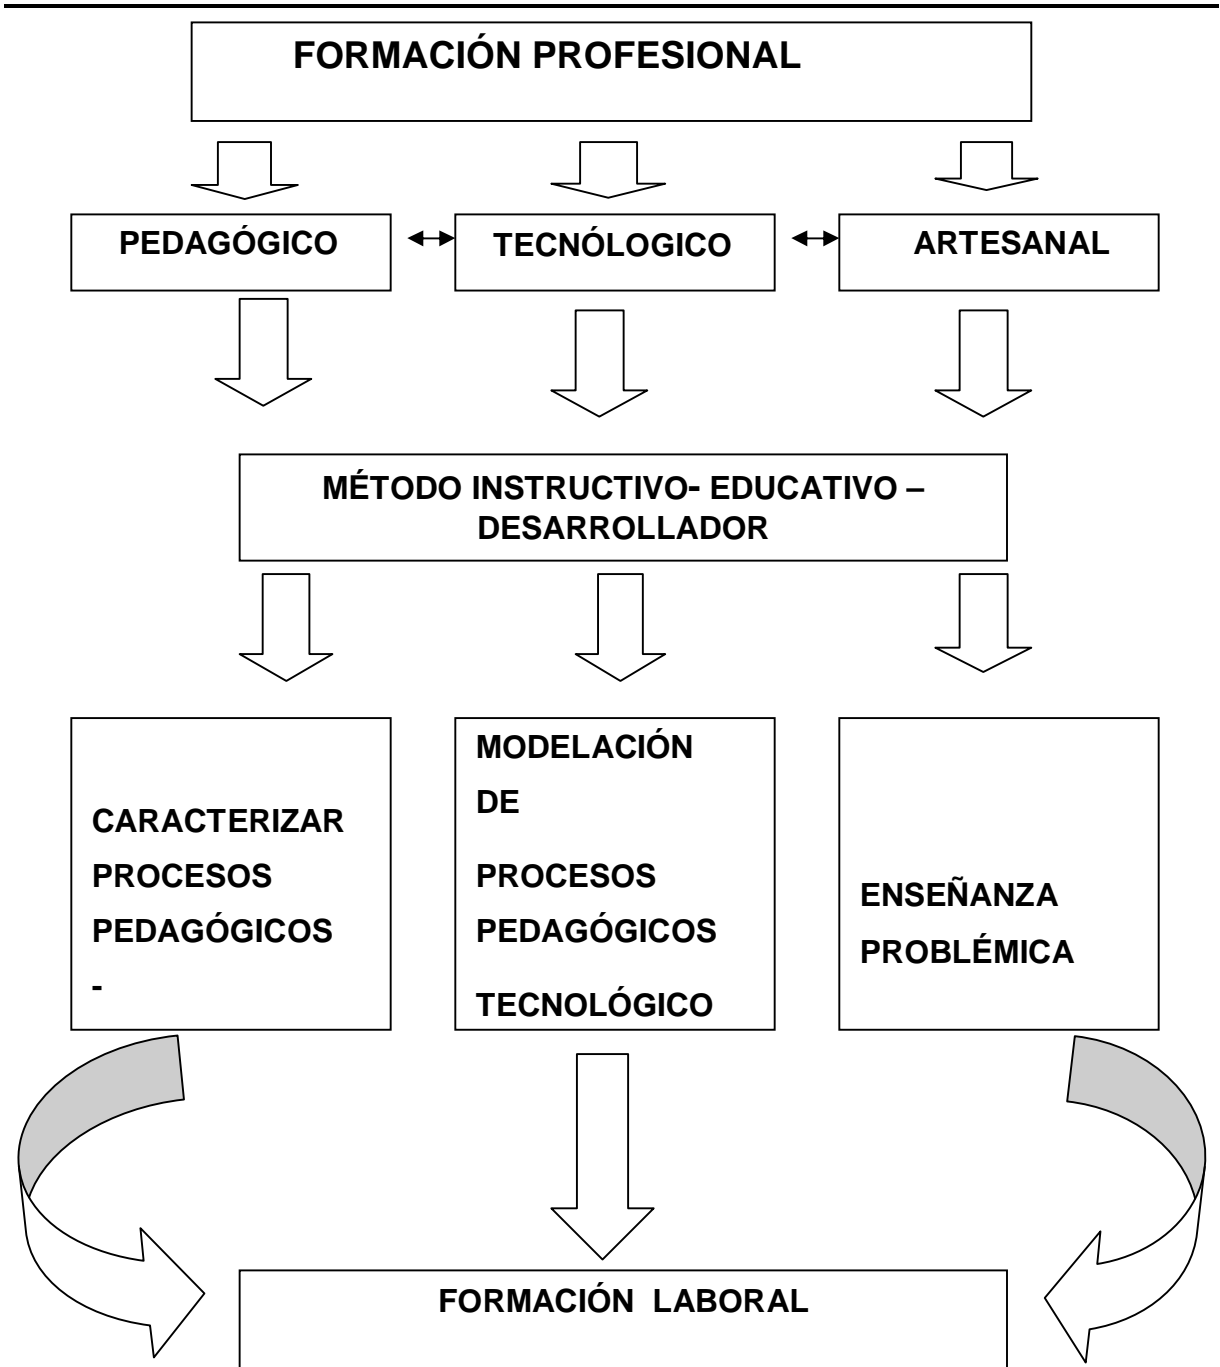 FORMACIÓN PROFESIONAL
PEDAGÓGICO
TECNÓLOGICO
ARTESANAL
MÉTODO INSTRUCTIVO- EDUCATIVO –
DESARROLLADOR
CARACTERIZAR
PROCESOS
PEDAGÓGICOS
-
MODELACIÓN
DE
PROCESOS
PEDAGÓGICOS
TECNOLÓGICO
ENSEÑANZA
PROBLÉMICA
FORMACIÓN LABORAL